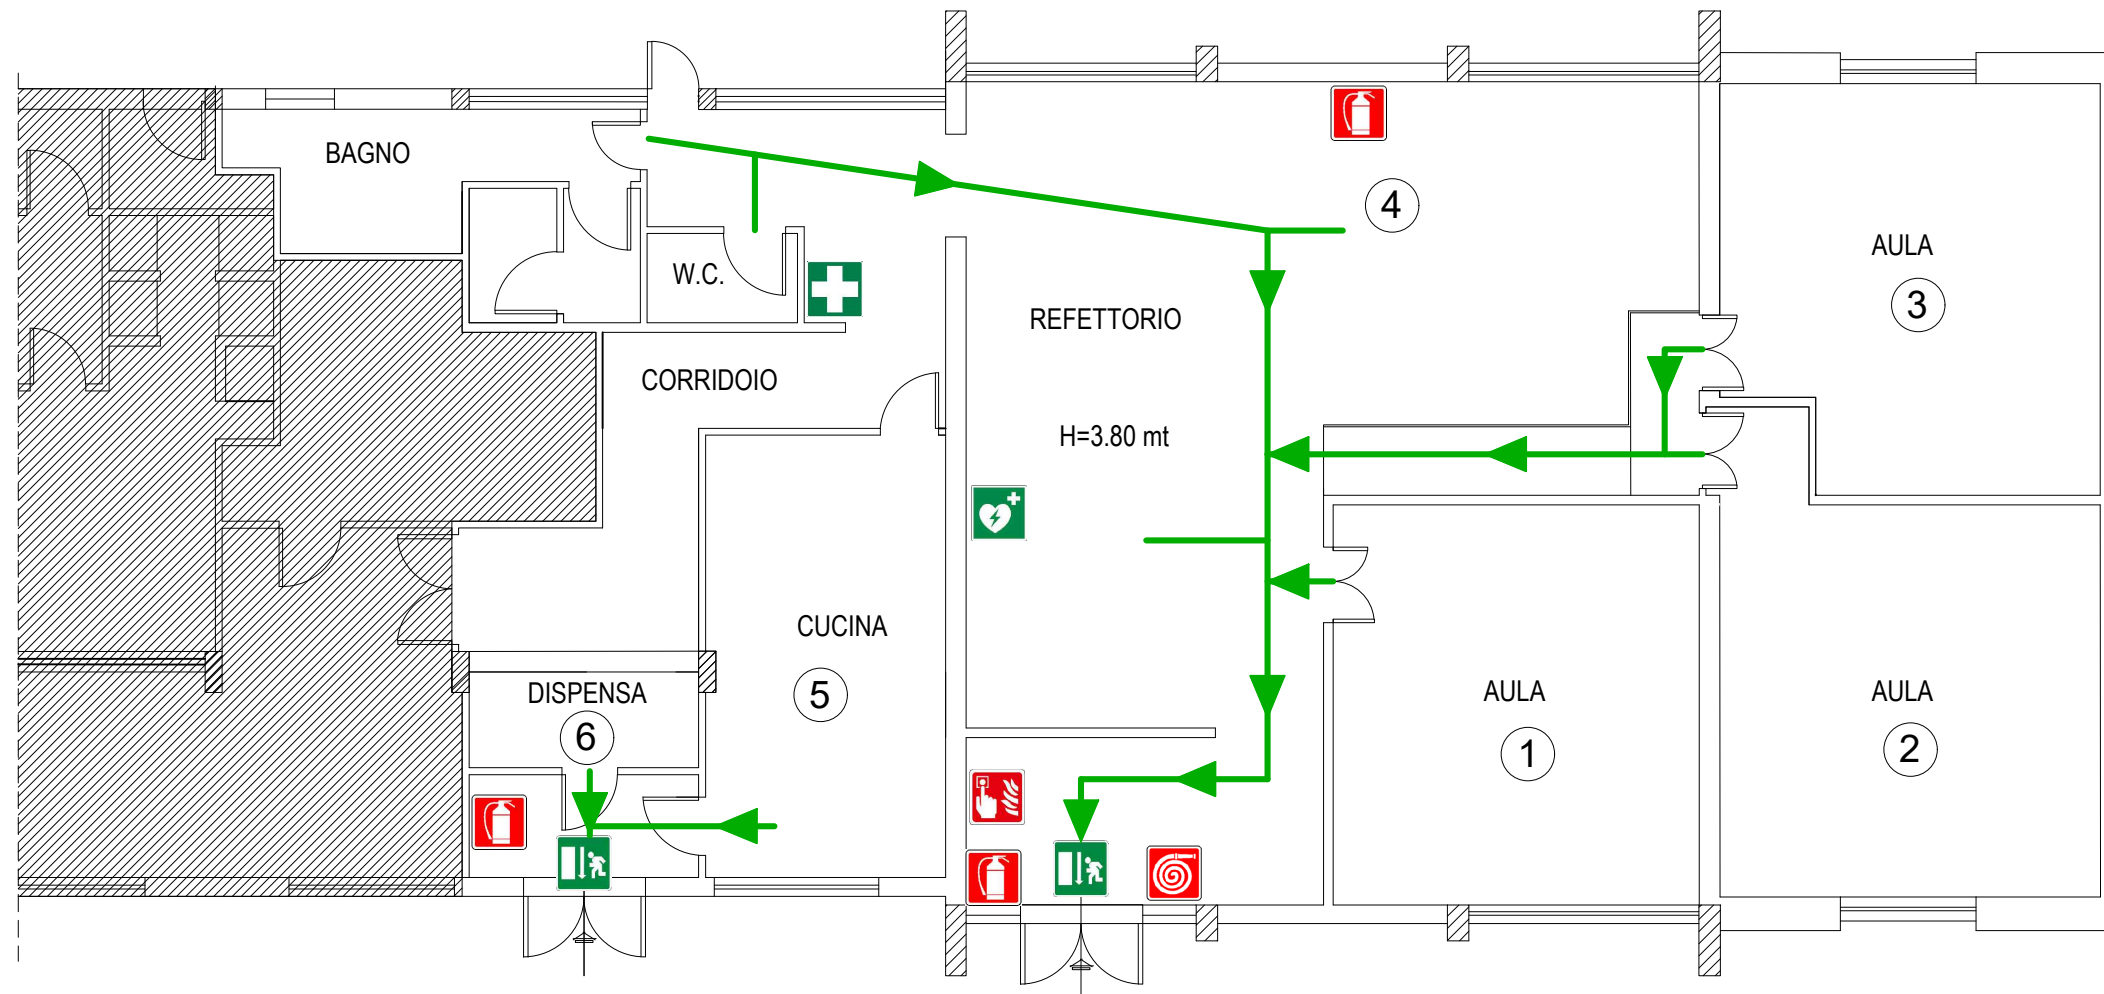 BAGNO
4
AULA
3
W.C.
REFETTORIO
CORRIDOIO
H=3.80 mt
CUCINA
5
DISPENSA
6
AULA
1
AULA
2